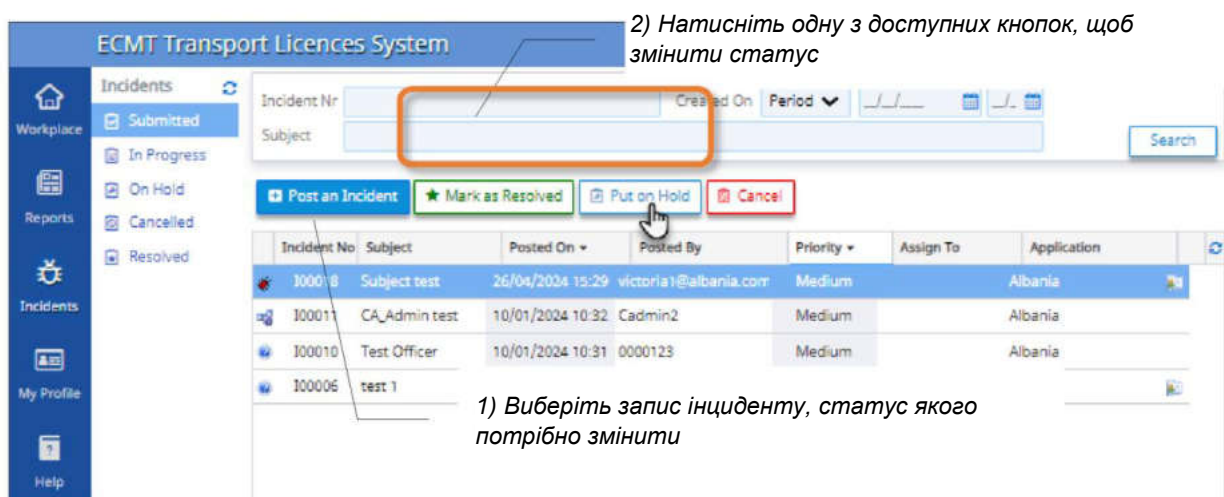 2) Натисніть одну з доступних кнопок, щоб
змінити статус
ECMT Transport Licences System
Workplace
Reports
Incidents
My Profile
Help
Incidents
Submitted
In Progress
On Hold
Cancelled
Resolved
Incident Nr Created On Period
Subject
Search
Post an Incident Mark as Resolved Put on Hold Cancel
Incident No Subject Posted On Posted By Priority Assign To Application
I00018 Subject test 26/04/2024 15:29 victoria1@albania.com Medium Albania
I00011 CA_Admin test 10/01/2024 10:32 Cadmin2 Medium Albania
I00010 Test Officer 10/01/2024 10:31 0000123 Medium Albania
I00006 test 1
1) Виберіть запис інциденту, статус якого
потрібно змінити